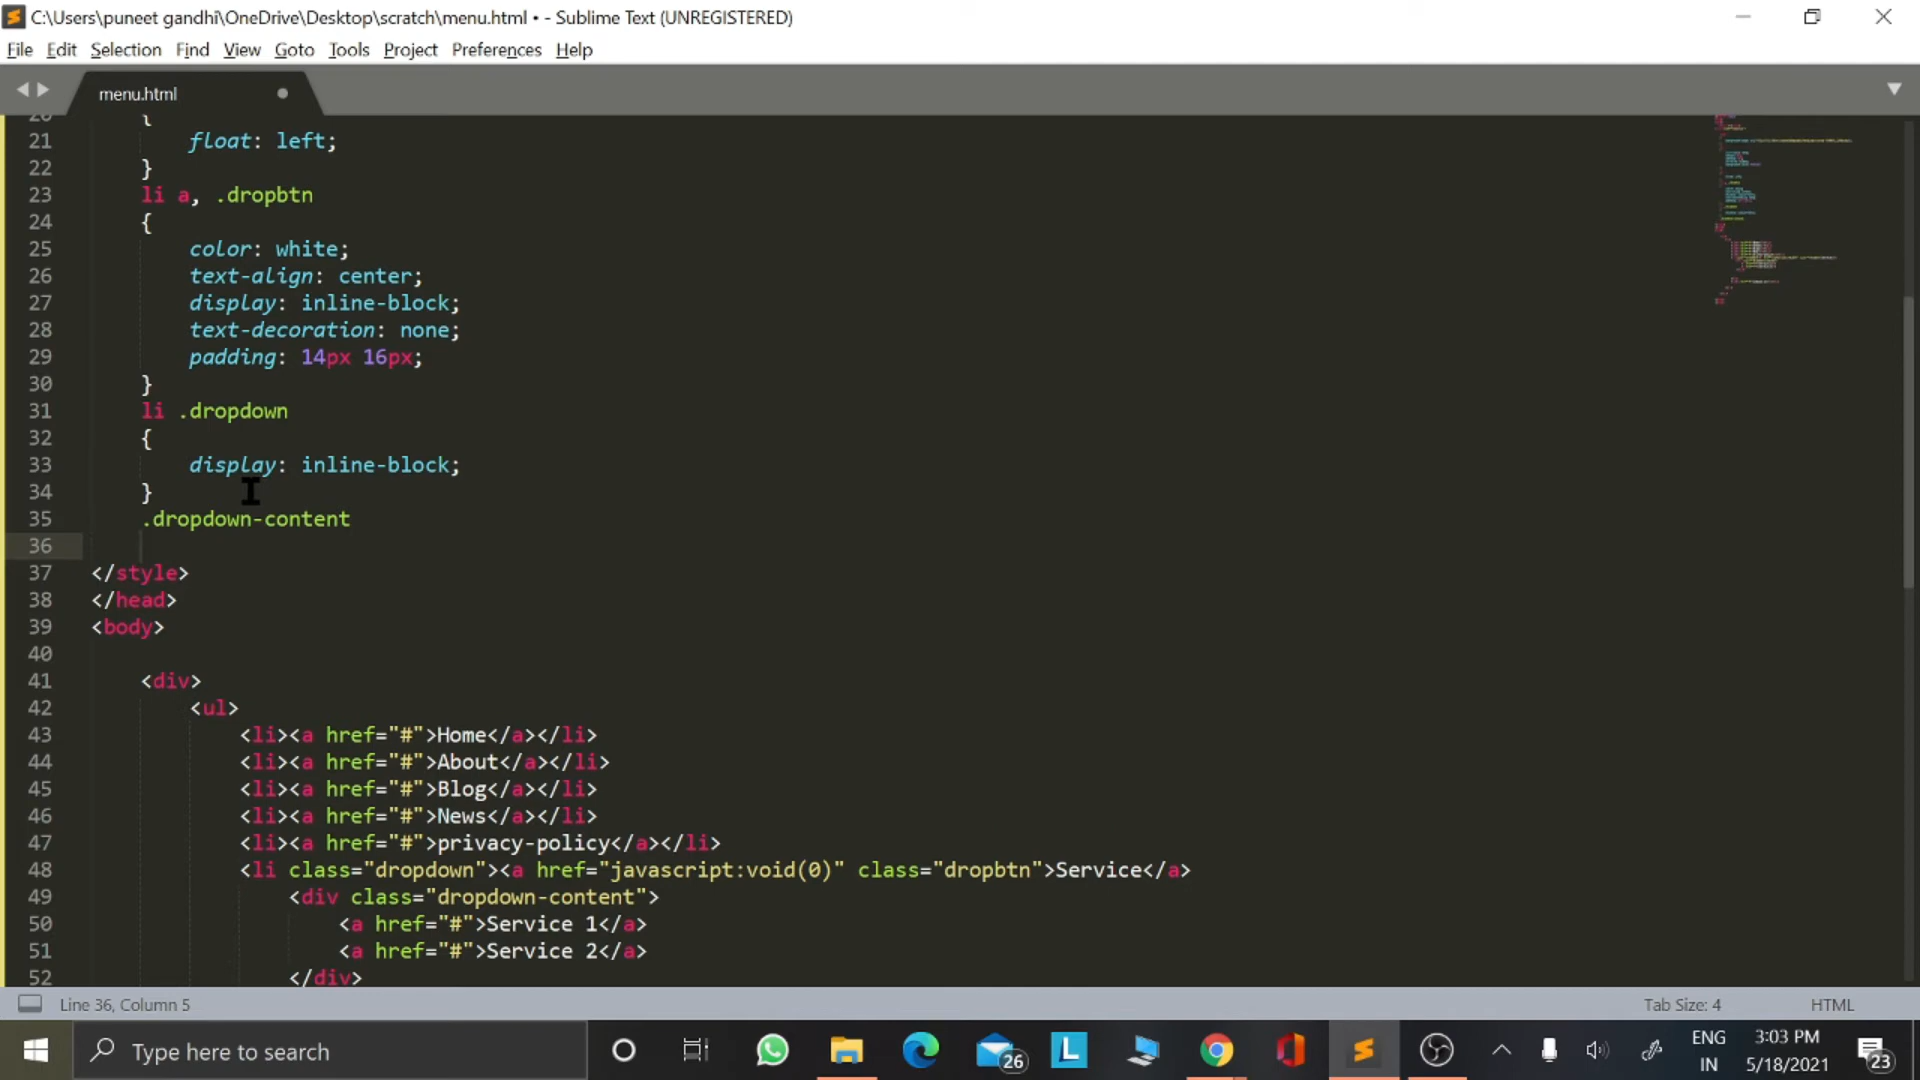 C:\Users\puneet gandhi\OneDrive\Desktop\scratch\menu.html • - Sublime Text (UNREGISTERED)
File Edit Selection Find View Goto Tools Project Preferences Help
menu.html
20 {
21 float: left;
22 }
23 li a, .dropbtn
24 {
25 color: white;
26 text-align: center;
27 display: inline-block;
28 text-decoration: none;
29 padding: 14px 16px;
30 }
31 li .dropdown
32 {
33 display: inline-block;
34 }
35 .dropdown-content
36
37 </style>
38 </head>
39 <body>
40
41 <div>
42 <ul>
43 <li><a href="#">Home</a></li>
44 <li><a href="#">About</a></li>
45 <li><a href="#">Blog</a></li>
46 <li><a href="#">News</a></li>
47 <li><a href="#">privacy-policy</a></li>
48 <li class="dropdown"><a href="javascript:void(0)" class="dropbtn">Service</a>
49 <div class="dropdown-content">
50 <a href="#">Service 1</a>
51 <a href="#">Service 2</a>
52 </div>
Line 36, Column 5 Tab Size: 4 HTML
Type here to search
26
L
ENG
IN
3:03 PM
5/18/2021
23